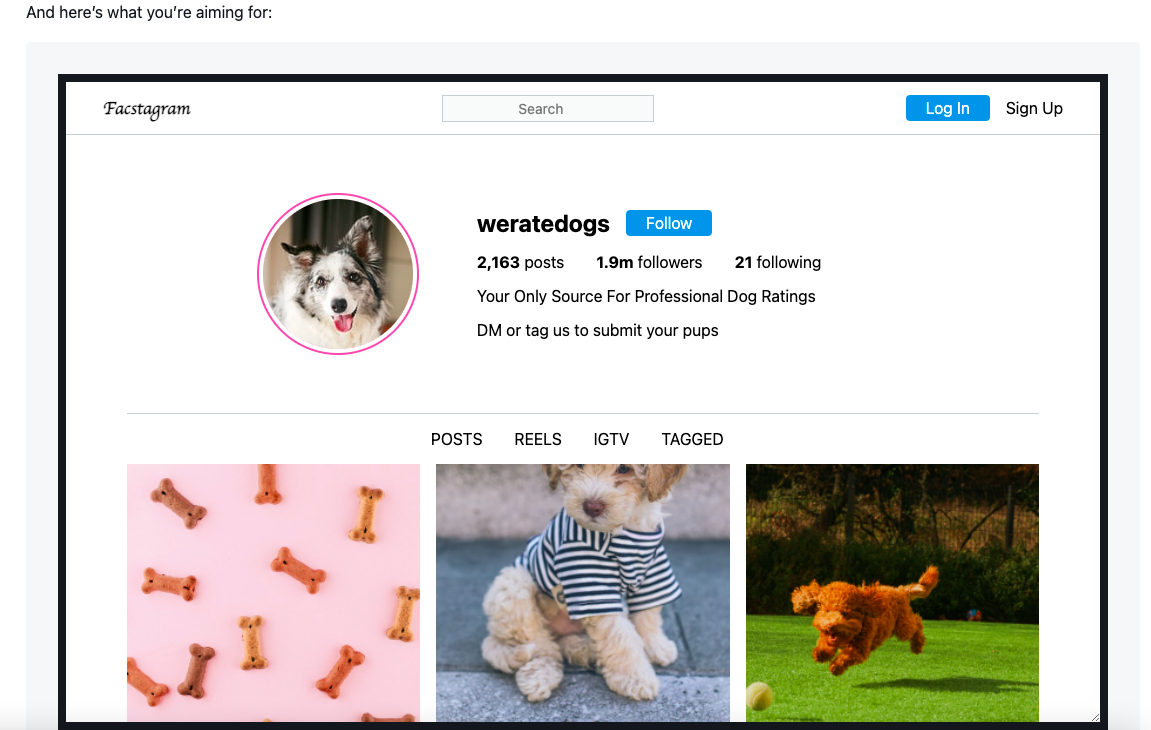 And here’s what you’re aiming for:
Facstagram
Search
Log In
Sign Up
weratedogs
Follow
2,163 posts 1.9m followers 21 following
Your Only Source For Professional Dog Ratings
DM or tag us to submit your pups
POSTS REELS IGTV TAGGED